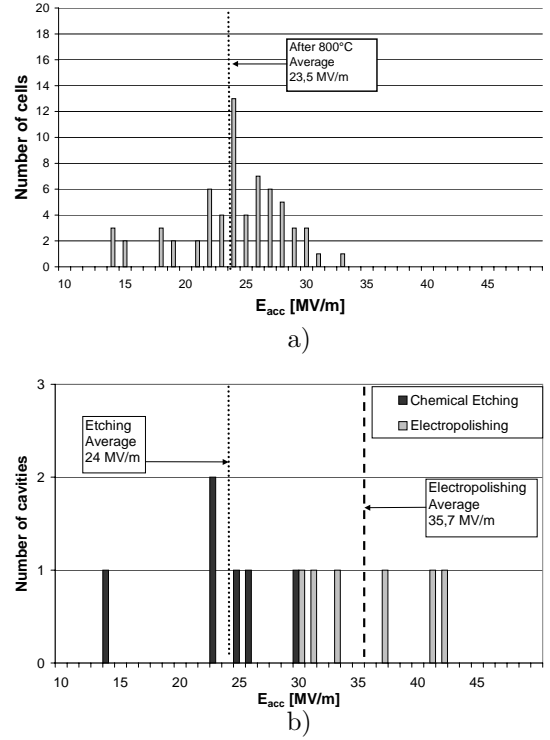 20
18
16
14
12
10
8
6
4
2
0
Number of cells
After 800°C
Average
23,5 MV/m
10 15 20 25 30 35 40 45
Eacc [MV/m]
a)
3
2
1
0
Number of cavities
Etching
Average
24 MV/m
Chemical Etching
Electropolishing
Electropolishing
Average
35,7 MV/m
10 15 20 25 30 35 40 45
Eacc [MV/m]
b)